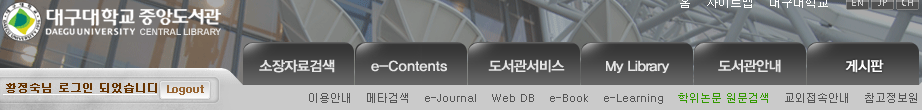 홈 사이트맵 대구대학교 EN JP CH
대구대학교 중앙도서관
DAEGU UNIVERSITY CENTRAL LIBRARY
소장자료검색 e-Contents 도서관서비스 My Library 도서관안내 게시판
황정숙님 로그인 되었습니다 Logout
이용안내 메타검색 e-Journal Web DB e-Book e-Learning 학위논문 원문검색 교외접속안내 참고정보원